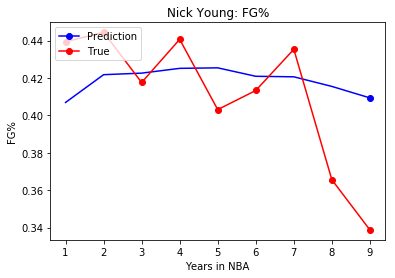 Nick Young: FG%
Prediction
True
FG%
0.44
0.42
0.40
0.38
0.36
0.34
1 2 3 4 5 6 7 8 9
Years in NBA